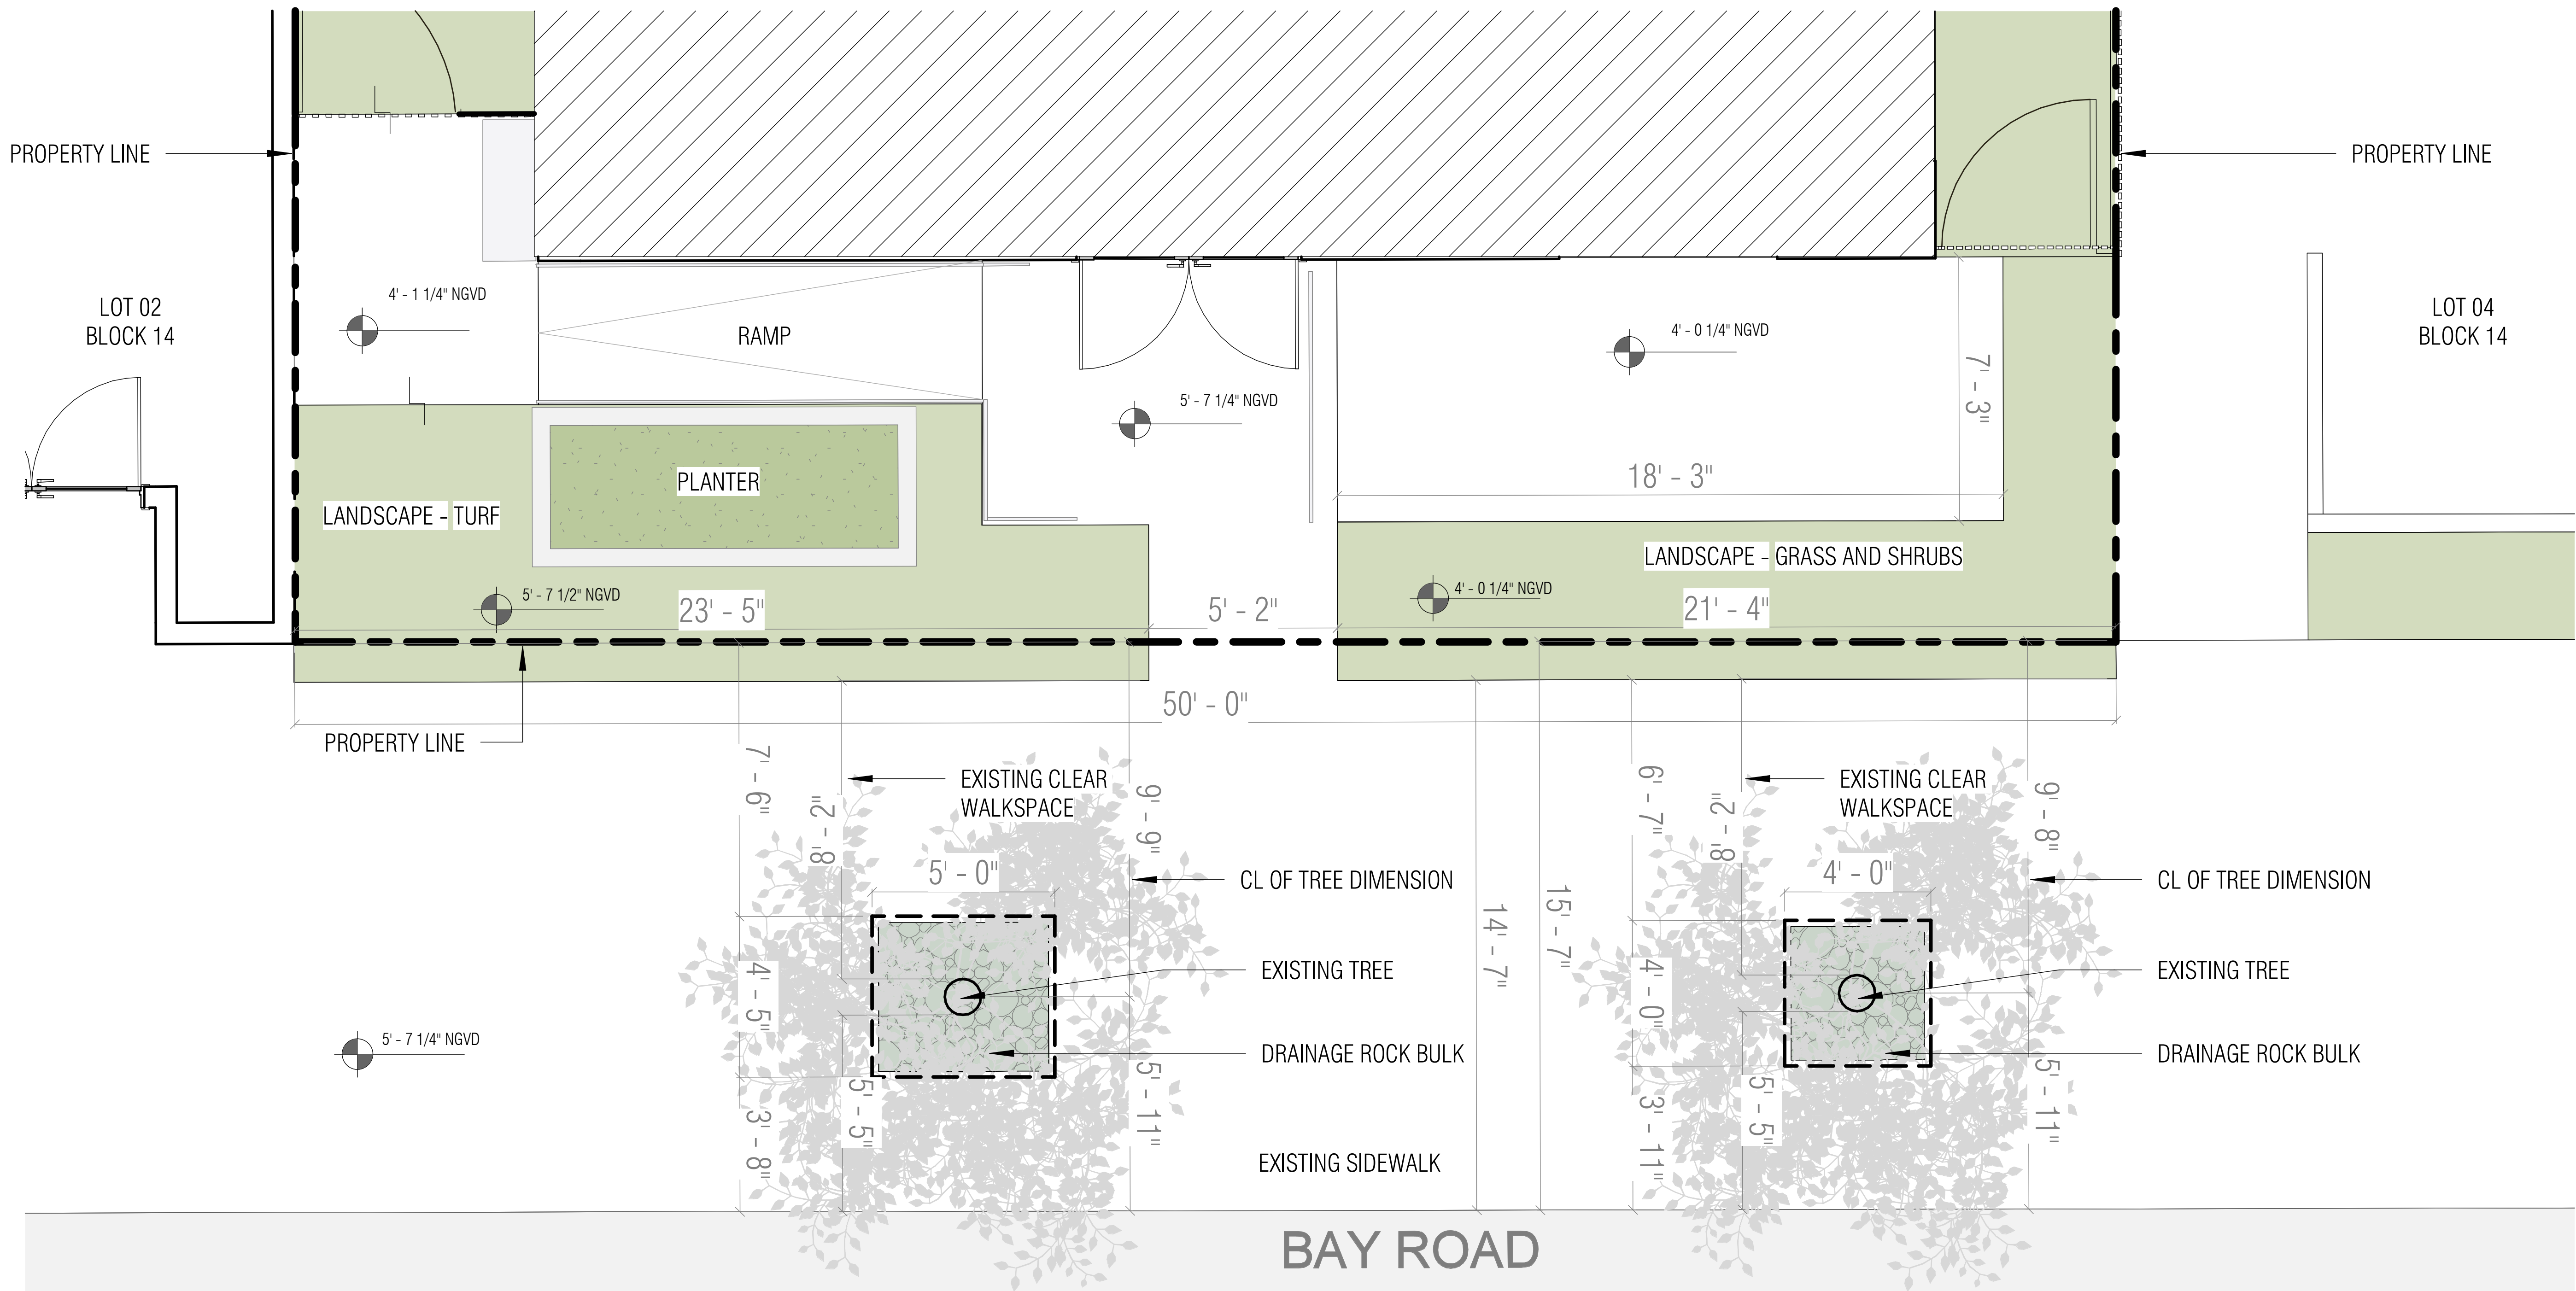 PROPERTY LINE
PROPERTY LINE
LOT 02
BLOCK 14
4' - 1 1/4" NGVD
RAMP
4' - 0 1/4" NGVD
LOT 04
BLOCK 14
5' - 7 1/4" NGVD
7' - 3"
18' - 3"
PLANTER
LANDSCAPE - TURF
LANDSCAPE - GRASS AND SHRUBS
5' - 7 1/2" NGVD
23' - 5"
5' - 2"
4' - 0 1/4" NGVD
21' - 4"
50' - 0"
PROPERTY LINE
7' - 6"
8' - 2"
EXISTING CLEAR
WALKSPACE
9' - 9"
6' - 7"
8' - 2"
EXISTING CLEAR
WALKSPACE
9' - 8"
5' - 0"
CL OF TREE DIMENSION
4' - 0"
CL OF TREE DIMENSION
14' - 7"
15' - 7"
4' - 5"
EXISTING TREE
4' - 0"
EXISTING TREE
5' - 7 1/4" NGVD
DRAINAGE ROCK BULK
DRAINAGE ROCK BULK
3' - 8"
5' - 5"
5' - 11"
3' - 11"
5' - 5"
5' - 11"
EXISTING SIDEWALK
BAY ROAD